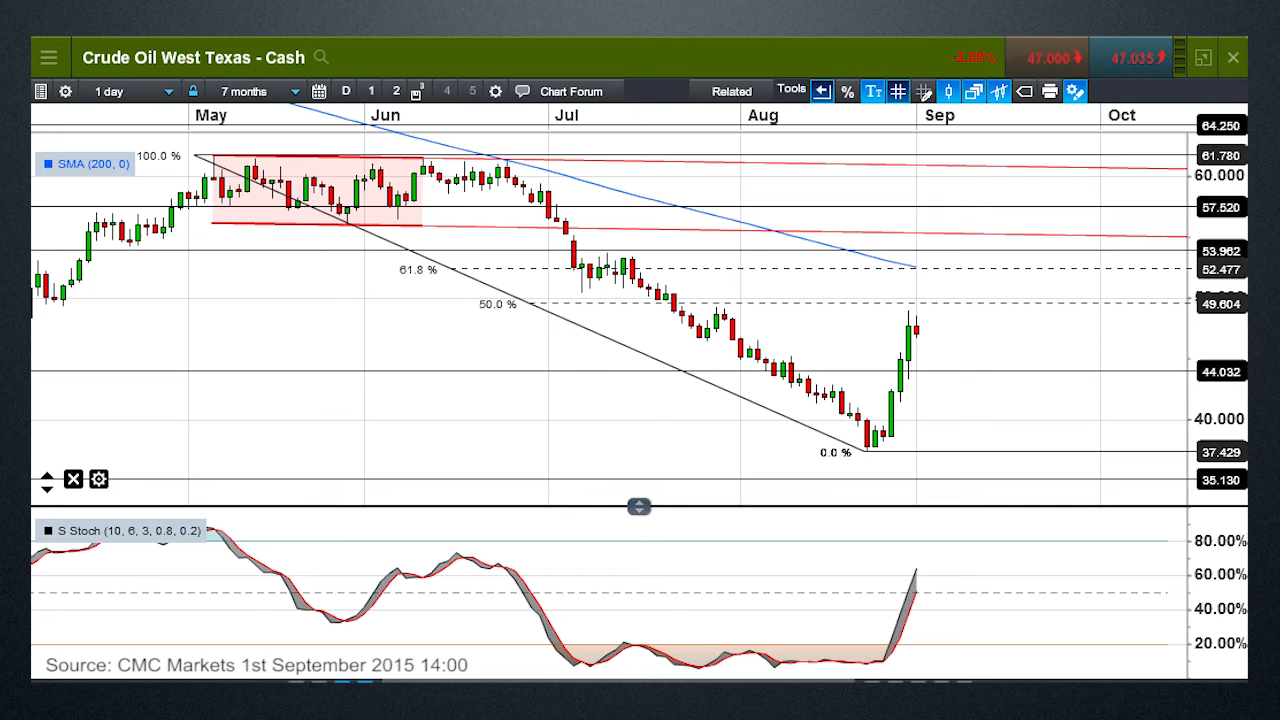 Crude Oil West Texas - Cash
-2.86%
47.000
47.035
1 day
7 months
D
1
2
3
4
5
Chart Forum
Related
Tools
%
Tт
May
Jun
Jul
Aug
Sep
Oct
64.250
SMA (200, 0)
100.0 %
61.780
60.000
57.520
53.962
61.8 %
52.477
50.0 %
49.604
44.032
40.000
0.0 %
37.429
35.130
S Stoch (10, 6, 3, 0.8, 0.2)
80.00%
60.00%
40.00%
20.00%
Source: CMC Markets 1st September 2015 14:00